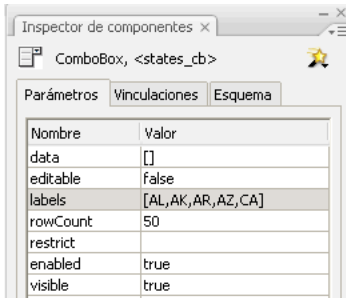 Inspector de componentes ×
ComboBox, <states_cb>
Parámetros Vinculaciones Esquema
Nombre Valor
data []
editable false
labels [AL,AK,AR,AZ,CA]
rowCount 50
restrict
enabled true
visible true